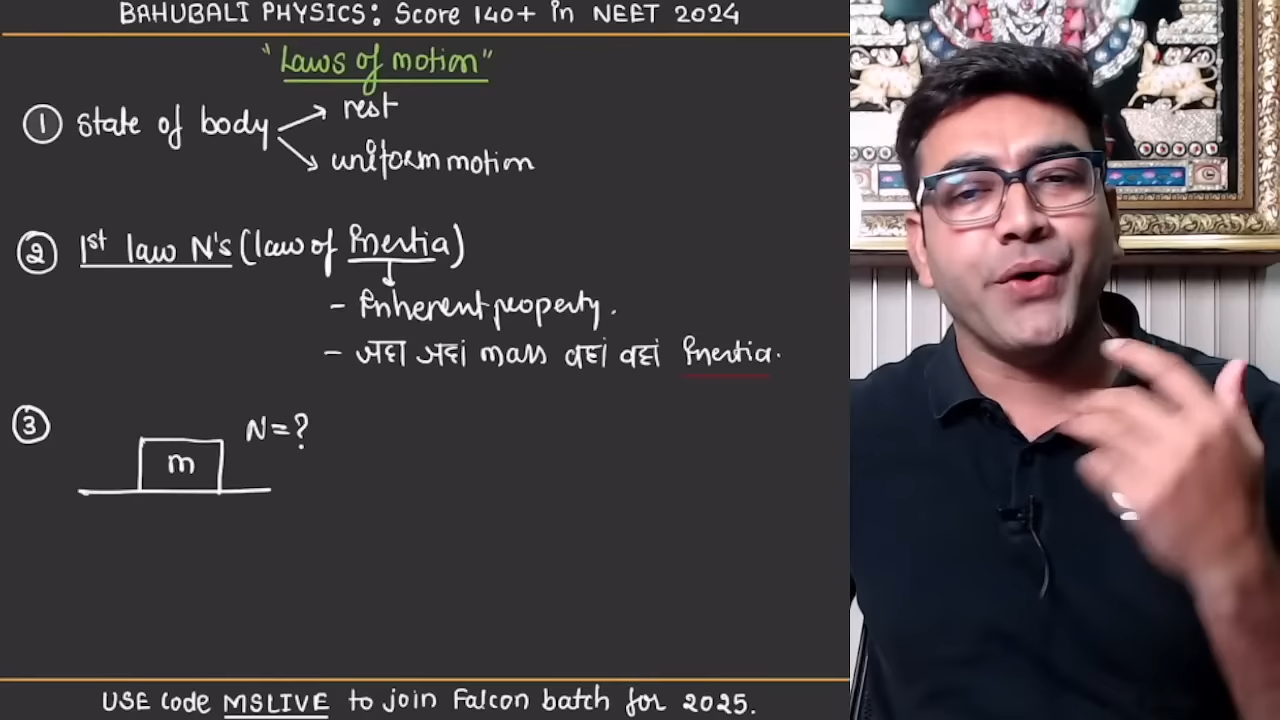 BAHUBALI PHYSICS: Score 140+ in NEET 2024
"Laws of motion"
① State of body → rest
→ uniform motion
② 1st law N's (law of Inertia)
- Inherent property.
- जहा जहां mass वहां वहां Inertia.
③ N=?
m
USE Code MSLIVE to join Falcon batch for 2025.